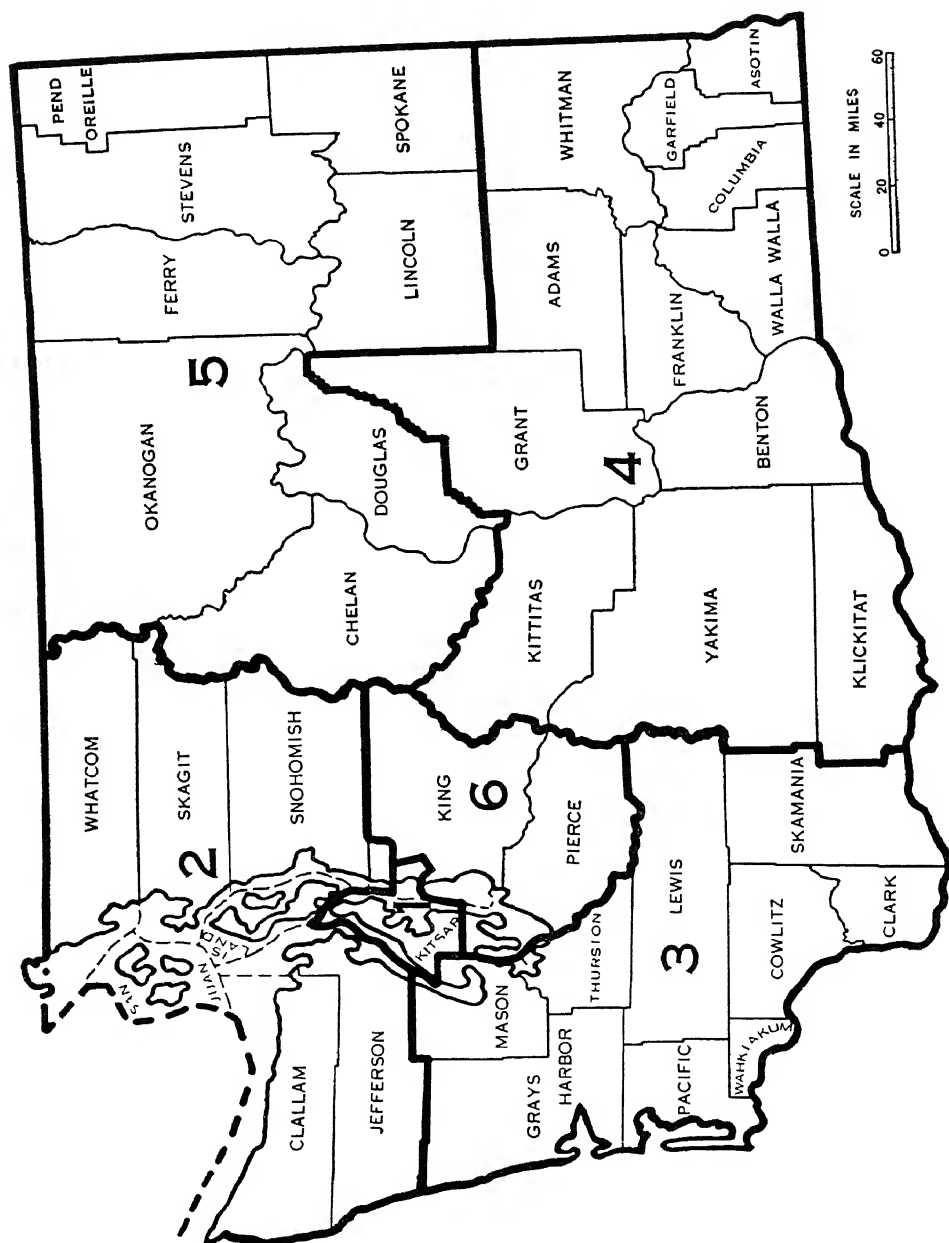 WHATCOM
SKAGIT
2
SNOHOMISH
SAN
JUAN
ISLAND
CLALLAM
JEFFERSON
KITSAP
KING
6
PIERCE
MASON
GRAYS
HARBOR
THURSTON
LEWIS
3
PACIFIC
WAHKIAKUM
COWLITZ
CLARK
SKAMANIA
OKANOGAN
FERRY
STEVENS
PEND
OREILLE
5
CHELAN
DOUGLAS
LINCOLN
SPOKANE
KITTITAS
GRANT
ADAMS
WHITMAN
4
YAKIMA
BENTON
FRANKLIN
WALLA WALLA
COLUMBIA
GARFIELD
ASOTIN
KLICKITAT
0 20 40 60
SCALE IN MILES